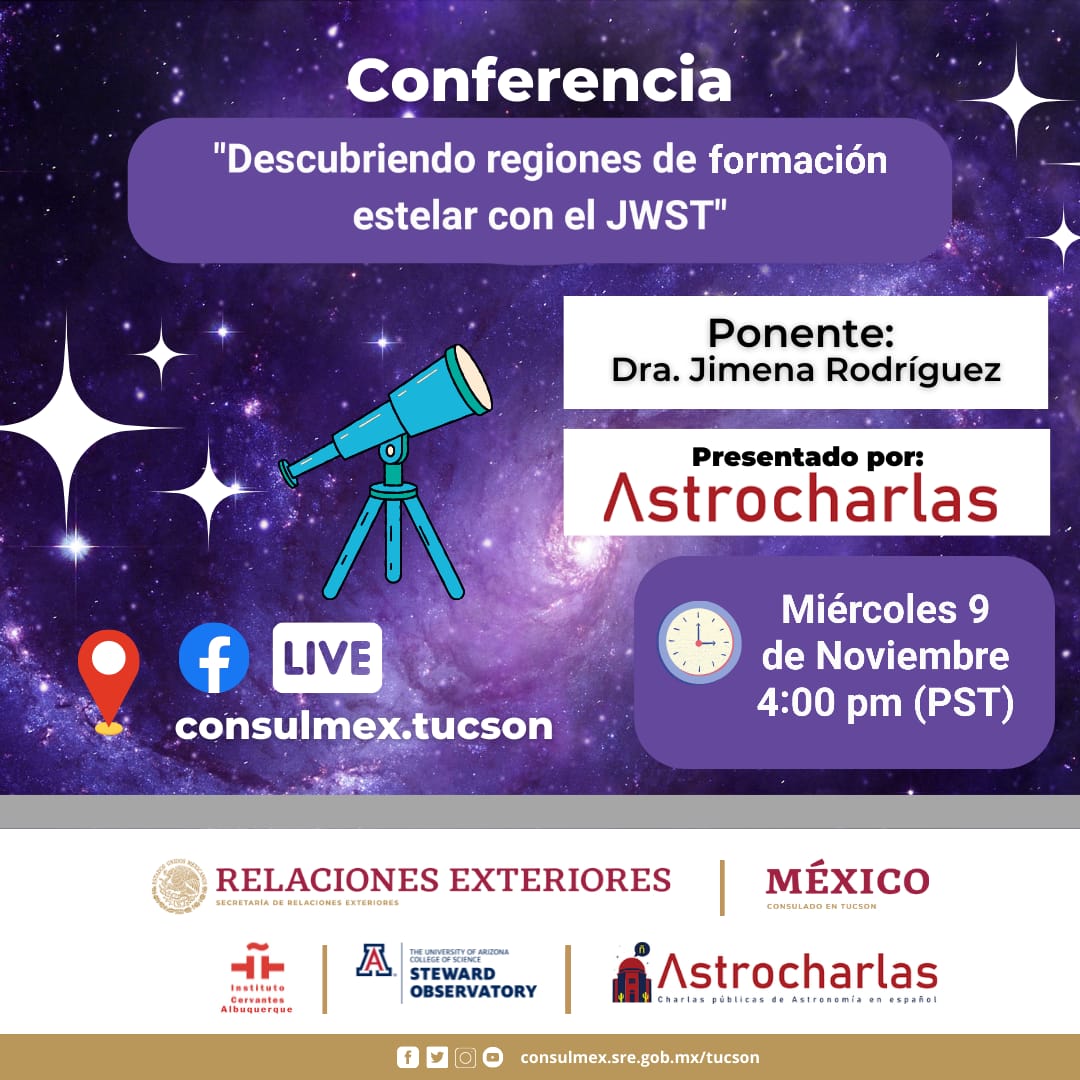 Conferencia
"Descubriendo regiones de formación
estelar con el JWST"
Ponente:
Dra. Jimena Rodríguez
Presentado por:
Astrocharlas
Miércoles 9
de Noviembre
4:00 pm (PST)
LIVE
consulmex.tucson
ESTADOS UNIDOS MEXICANOS
RELACIONES EXTERIORES
SECRETARÍA DE RELACIONES EXTERIORES
MÉXICO
CONSULADO EN TUCSON
Instituto
Cervantes
Albuquerque
A
THE UNIVERSITY OF ARIZONA
COLLEGE OF SCIENCE
STEWARD
OBSERVATORY
ñ
Astrocharlas
Charlas públicas de Astronomía en español
consulmex.sre.gob.mx/tucson